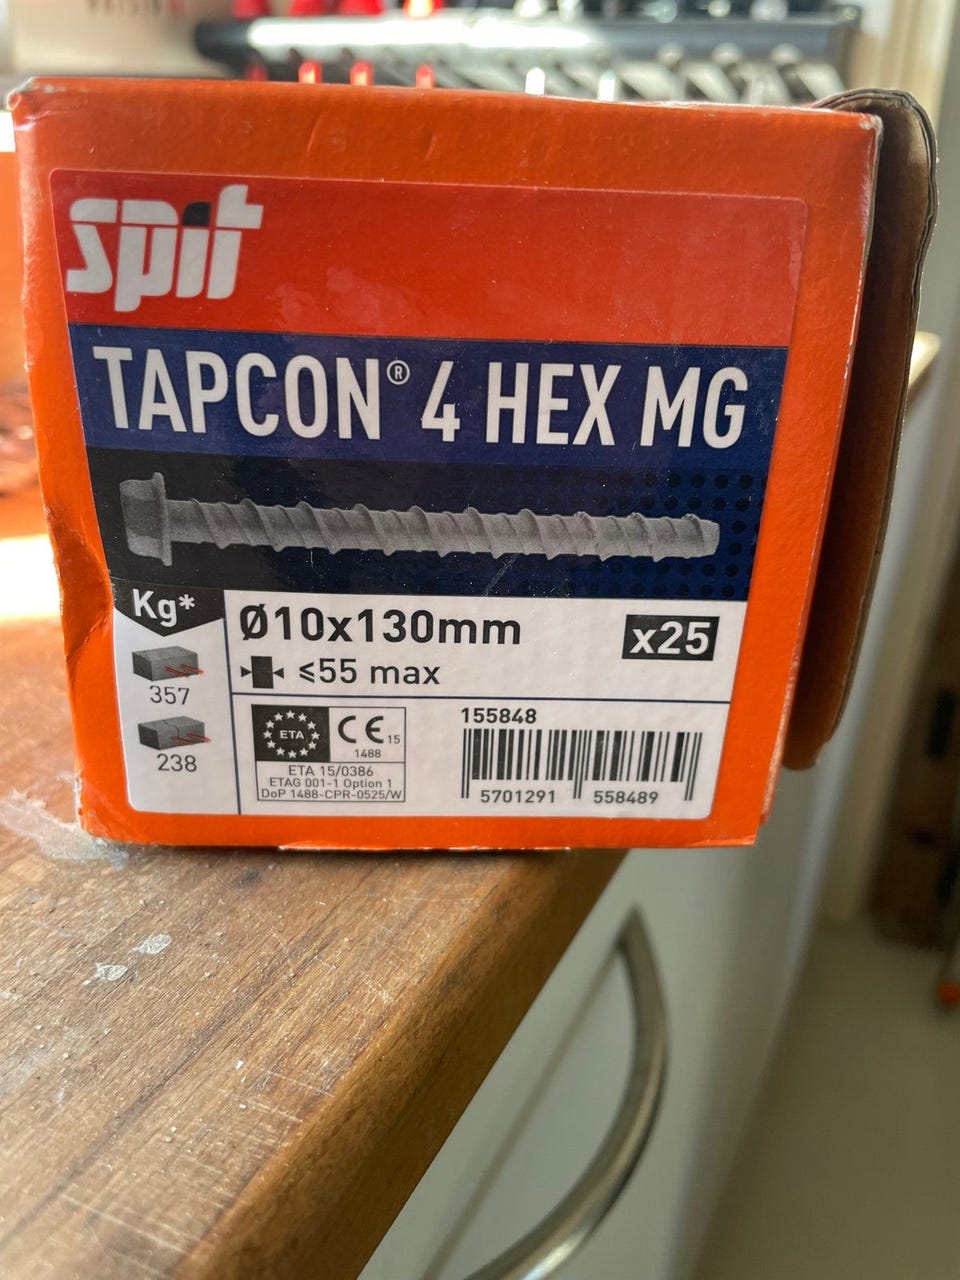 spit
TAPCON® 4 HEX MG
Kg*
357
238
Ø10x130mm
≤55 max
x25
ETA
CE 15
1488
ETA 15/0386
ETAG 001-1 Option 1
DoP 1488-CPR-0525/W
155848
5701291 558489